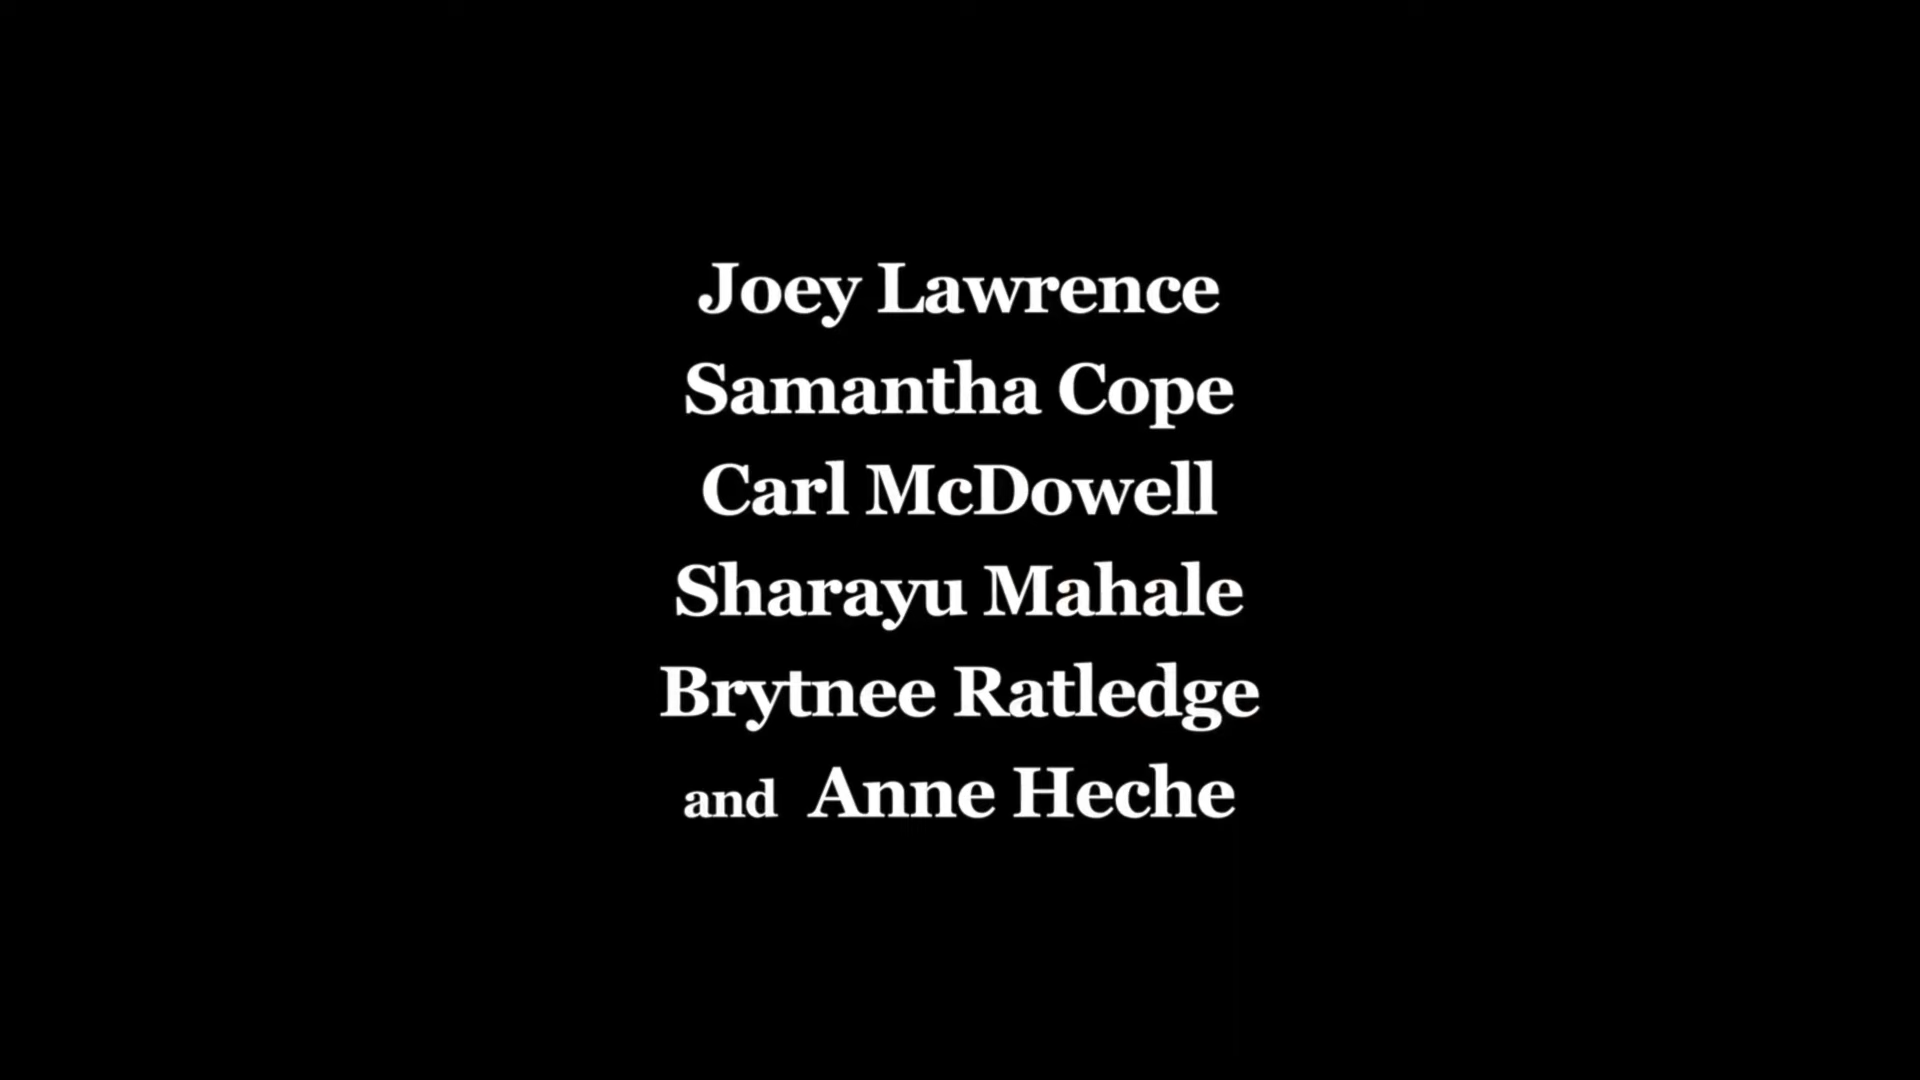 Joey Lawrence
Samantha Cope
Carl McDowell
Sharayu Mahale
Brytnee Ratledge
and Anne Heche